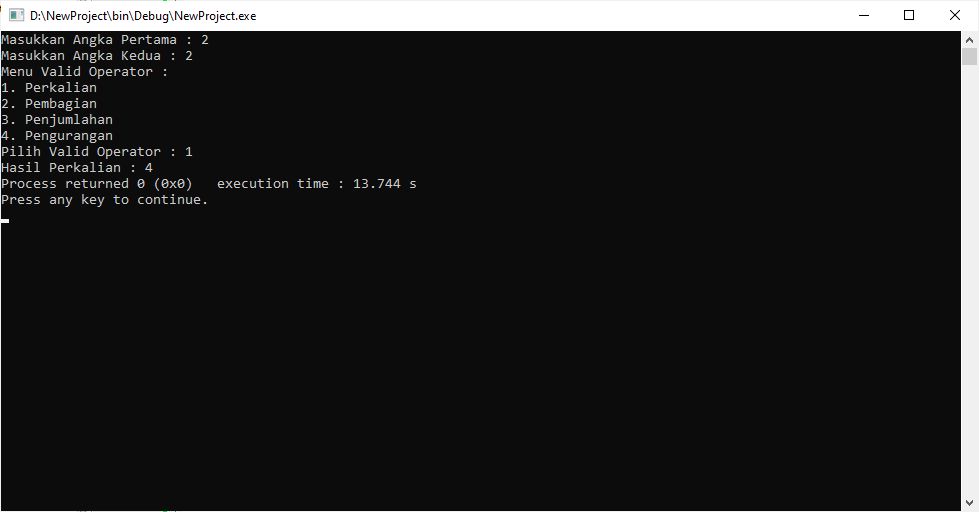 D:\NewProject\bin\Debug\NewProject.exe
Masukkan Angka Pertama : 2
Masukkan Angka Kedua : 2
Menu Valid Operator :
1. Perkalian
2. Pembagian
3. Penjumlahan
4. Pengurangan
Pilih Valid Operator : 1
Hasil Perkalian : 4
Process returned 0 (0x0)   execution time : 13.744 s
Press any key to continue.